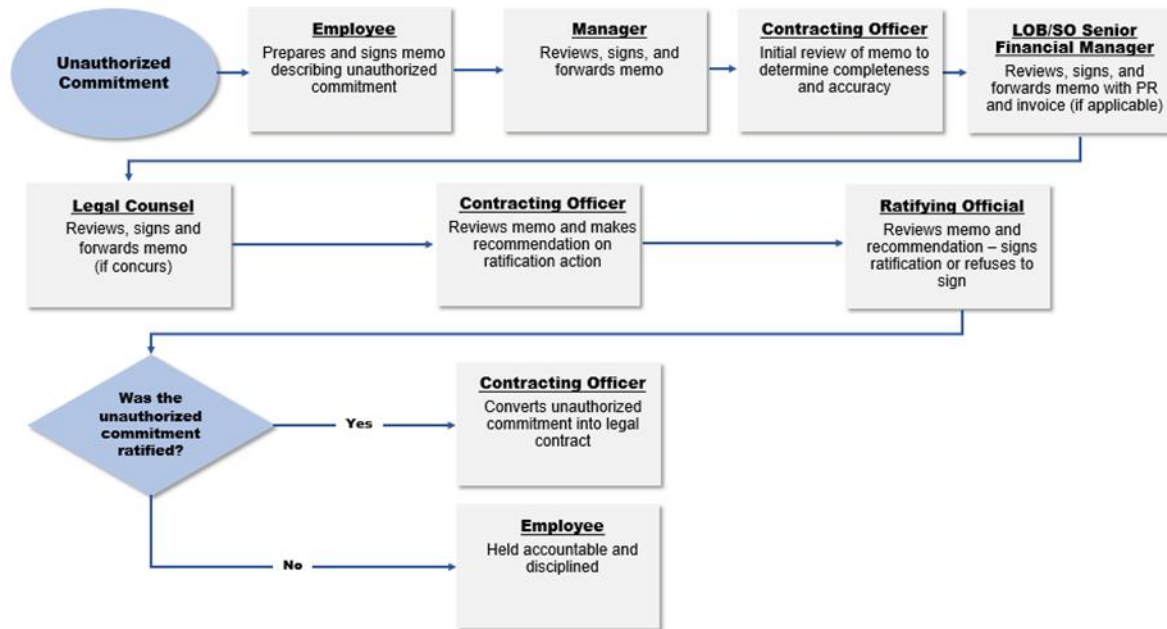 Unauthorized
Commitment
Employee
Prepares and signs memo
describing unauthorized
commitment
Manager
Reviews, signs, and
forwards memo
Contracting Officer
Initial review of memo to
determine completeness
and accuracy
LOB/SO Senior
Financial Manager
Reviews, signs, and
forwards memo with PR
and invoice (if applicable)
Legal Counsel
Reviews, signs and
forwards memo
(if concurs)
Contracting Officer
Reviews memo and makes
recommendation on
ratification action
Ratifying Official
Reviews memo and
recommendation – signs
ratification or refuses to
sign
Was the
unauthorized
commitment
ratified?
Yes
Contracting Officer
Converts unauthorized
commitment into legal
contract
No
Employee
Held accountable and
disciplined